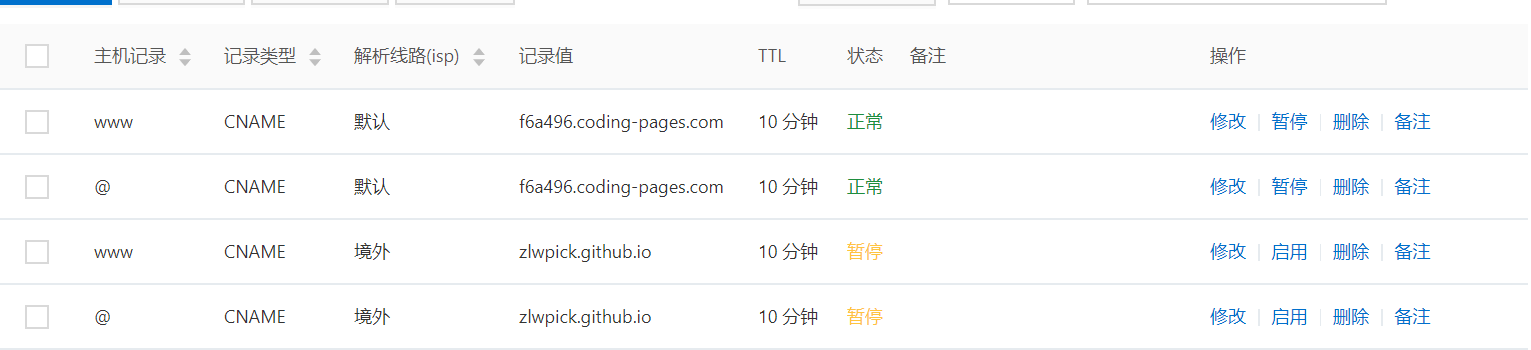 主机记录 记录类型 解析线路(isp) 记录值 TTL 状态 备注 操作
www CNAME 默认 f6a496.coding-pages.com 10 分钟 正常 修改 暂停 删除 备注
@ CNAME 默认 f6a496.coding-pages.com 10 分钟 正常 修改 暂停 删除 备注
www CNAME 境外 zlwpick.github.io 10 分钟 暂停 修改 启用 删除 备注
@ CNAME 境外 zlwpick.github.io 10 分钟 暂停 修改 启用 删除 备注